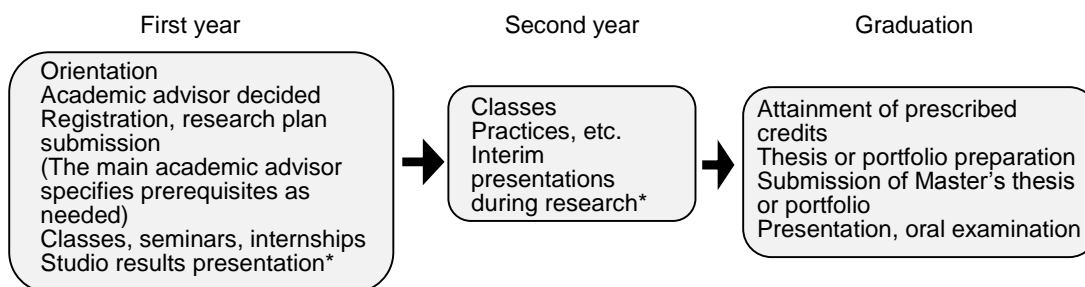 First year
Orientation
Academic advisor decided
Registration, research plan
submission
(The main academic advisor
specifies prerequisites as
needed)
Classes, seminars, internships
Studio results presentation*
Second year
Classes
Practices, etc.
Interim
presentations
during research*
Graduation
Attainment of prescribed
credits
Thesis or portfolio preparation
Submission of Master’s thesis
or portfolio
Presentation, oral examination